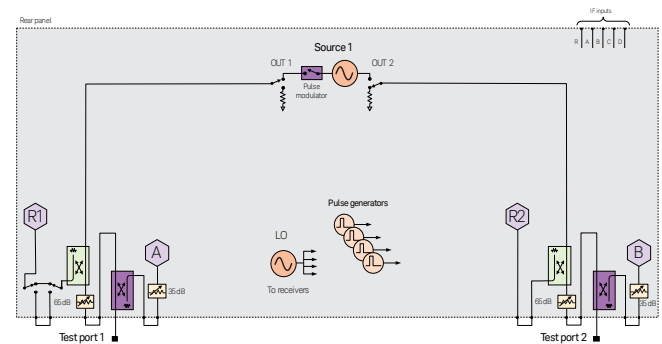 Rear panel
IF inputs
R A B C D
Source 1
OUT 1
OUT 2
Pulse
modulator
R1
A
LO
To receivers
Pulse generators
R2
B
65 dB
35 dB
65 dB
35 dB
Test port 1
Test port 2